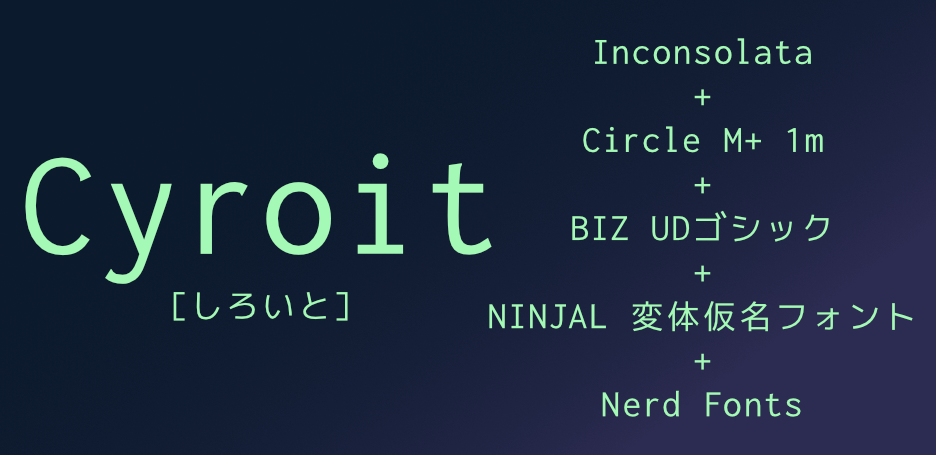 Cyroit
[しろいと]
Inconsolata
+
Circle M+ 1m
+
BIZ UDゴシック
+
NINJAL 変体仮名フォント
+
Nerd Fonts